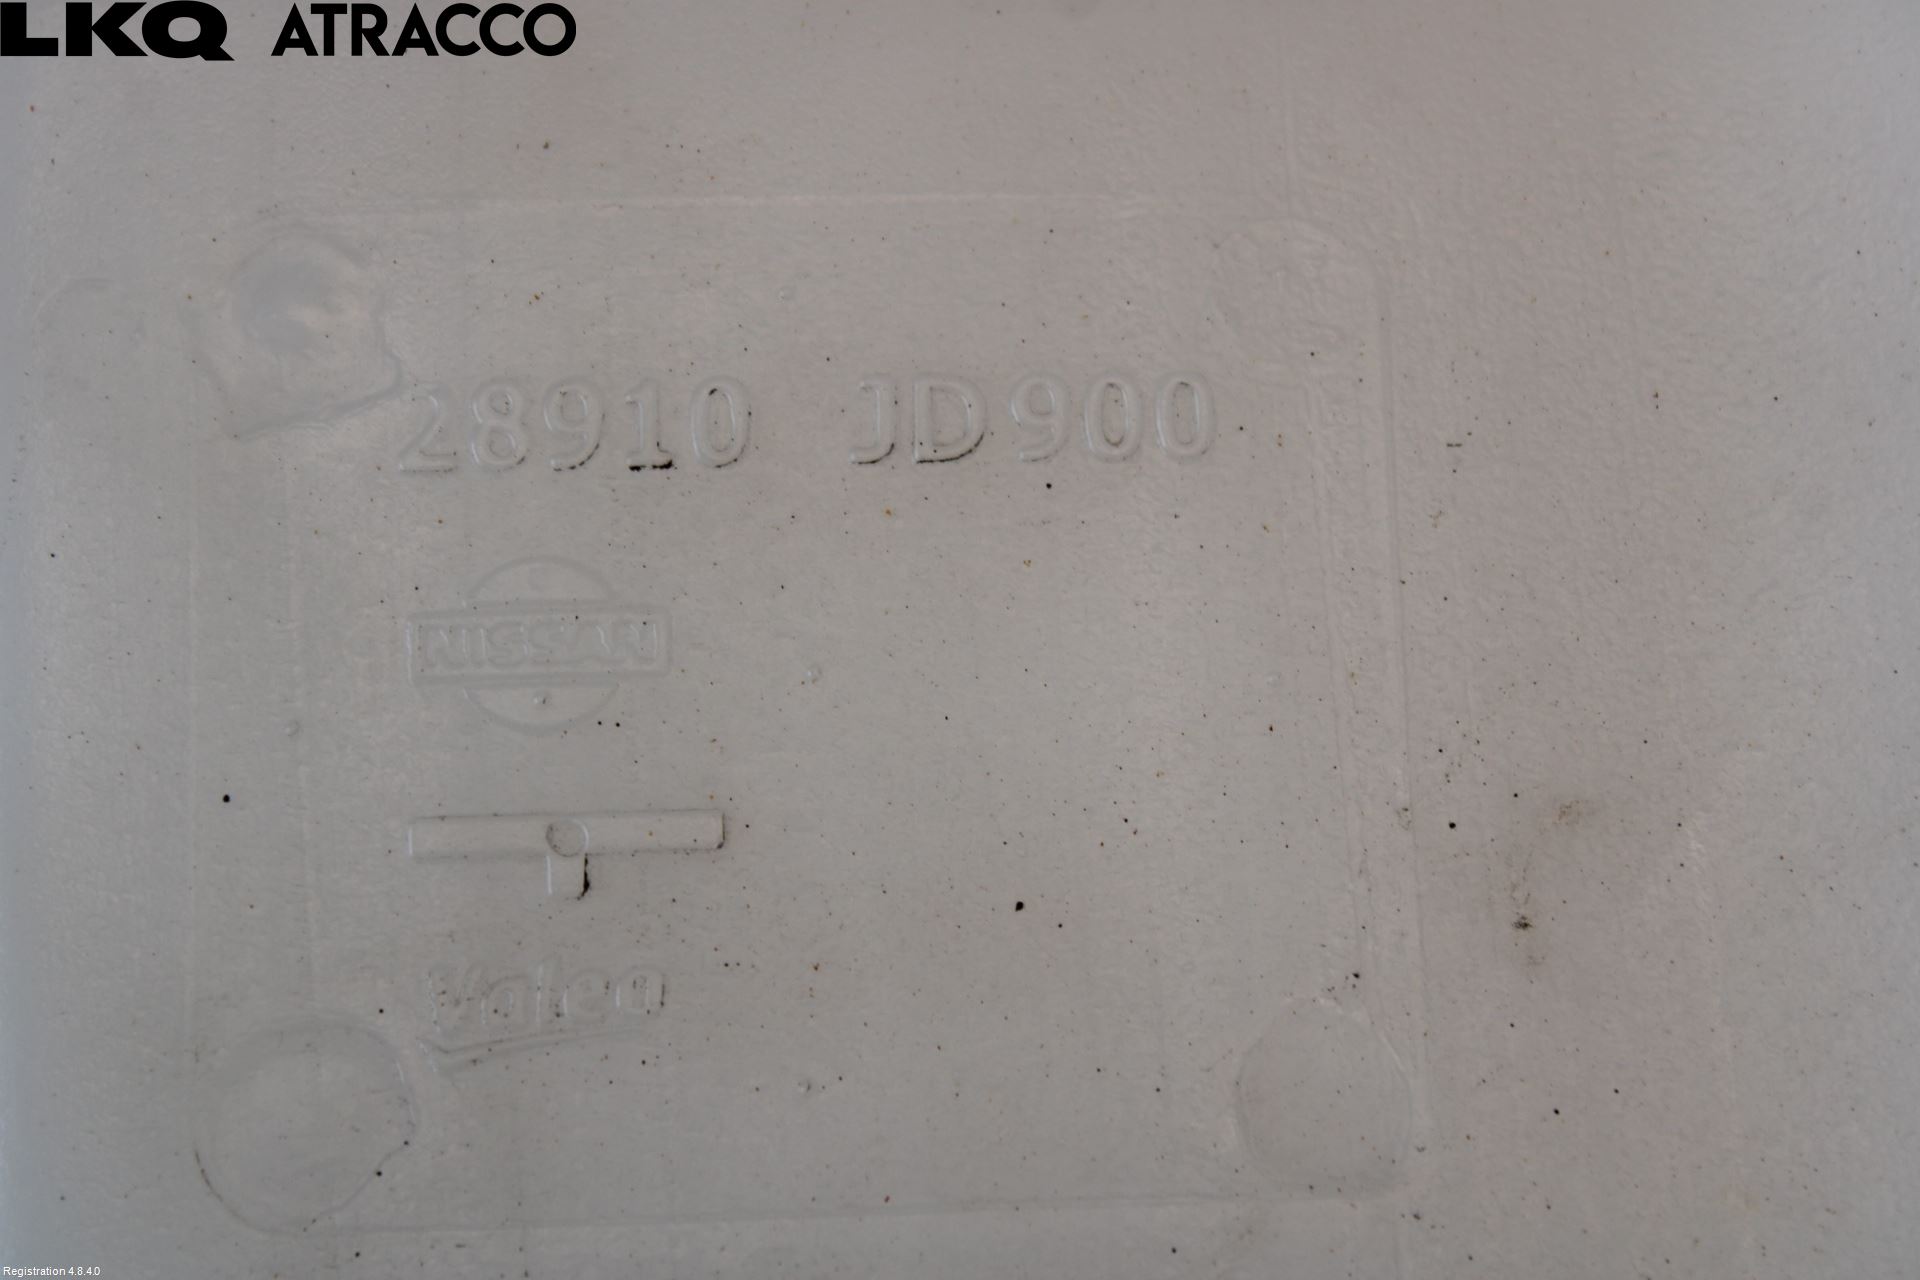 LKQ ATRACCO
28910 JD900
NISSAN
Valeo
Registration 4.8.4.0